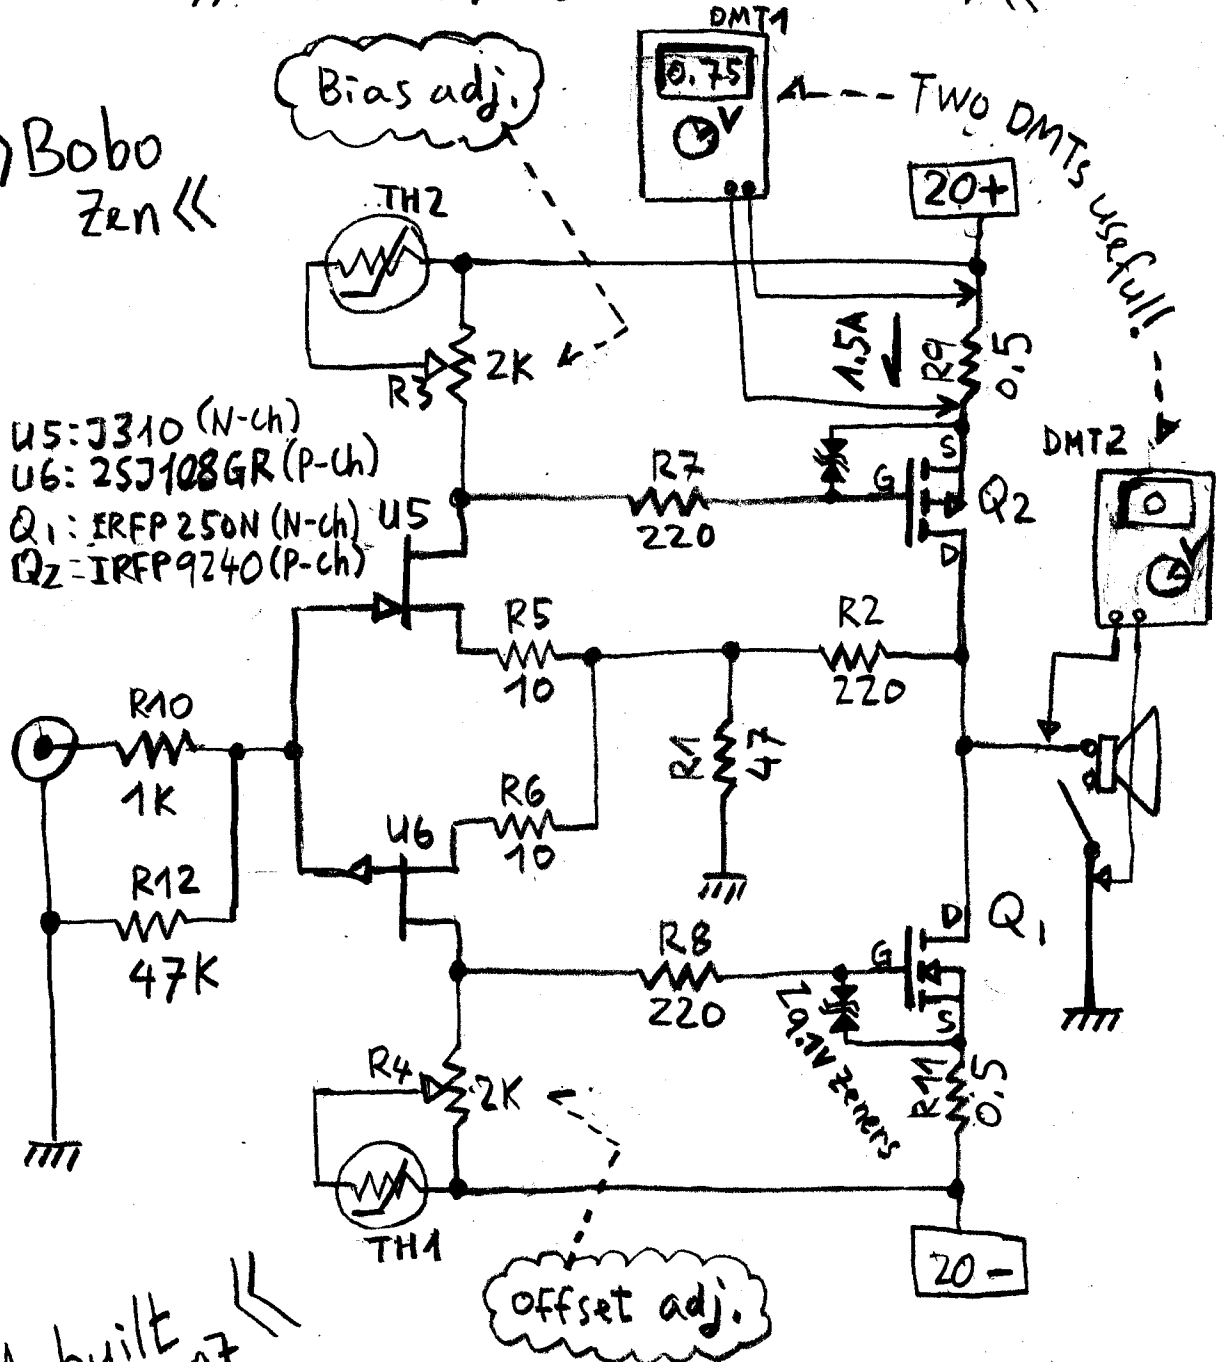 DMT1
Bias adj.
0.75
V
TWO DMTs useful!
Bobo
Zen
20+
TH2
1.5A
R9
0,5
2K
R3
U5: J310 (N-ch)
U6: 2SJ108GR (P-ch)
Q1: IRFP250N (N-ch)
Q2=IRFP9240 (P-ch)
DMT2
0
V
U5
R7
220
S
G
D
Q2
R5
10
R2
220
R10
1K
R1
47
R6
10
U6
R12
47K
R8
220
D
G
S
Q1
9.1V zeners
R4
2K
R11
0,5
TH1
20-
Offset adj.
built